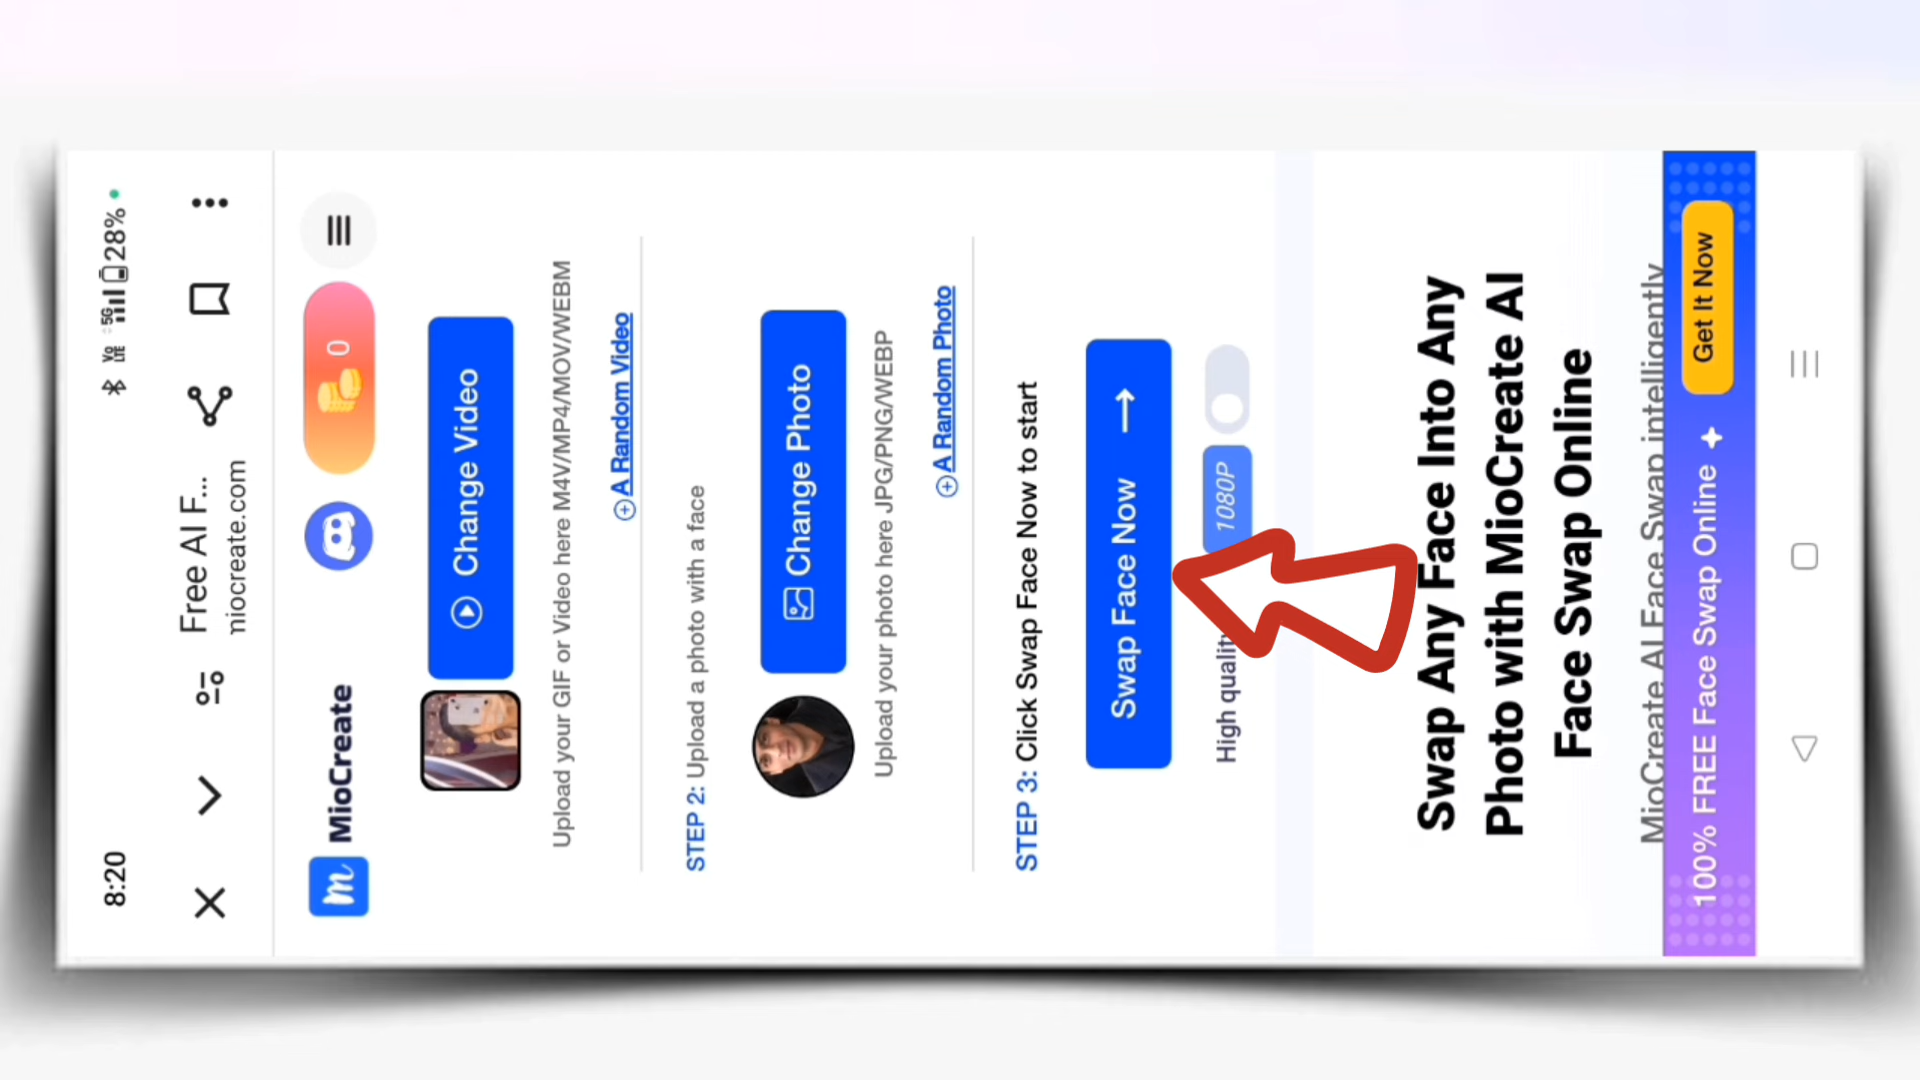 8:20
5G
Vo
LTE
28%
Free AI F...
miocreate.com
m
MioCreate
0
Change Video
Upload your GIF or Video here M4V/MP4/MOV/WEBM
A Random Video
STEP 2: Upload a photo with a face
Change Photo
Upload your photo here JPG/PNG/WEBP
A Random Photo
STEP 3: Click Swap Face Now to start
Swap Face Now
High quality
1080P
Swap Any Face Into Any
Photo with MioCreate AI
Face Swap Online
MioCreate AI Face Swap intelligently
100% FREE Face Swap Online
Get It Now